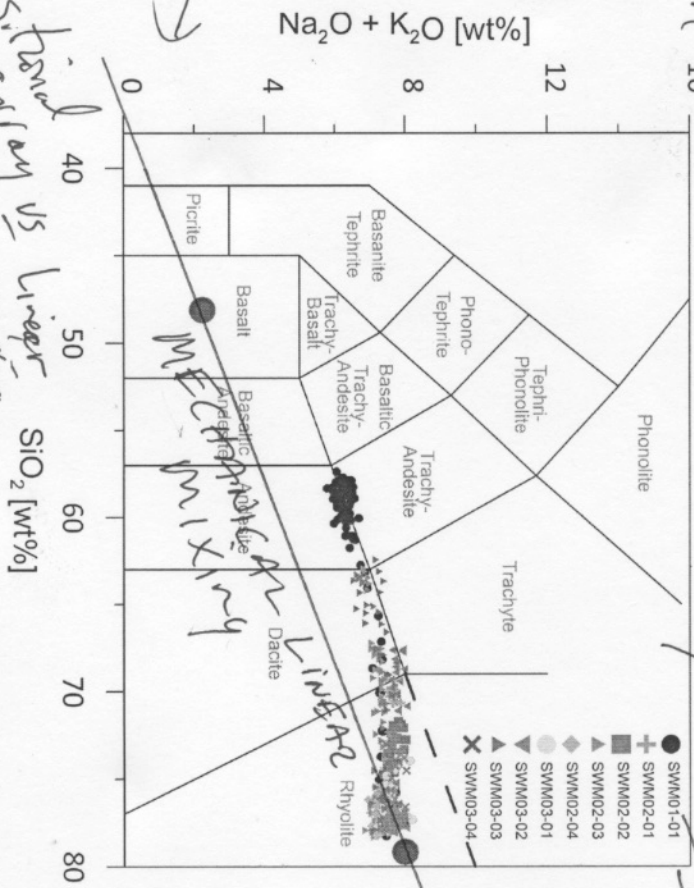 Na₂O + K₂O [wt%]
0
4
8
12
40
50
60
70
80
SiO₂ [wt%]
Picrite
Basanite
Tephrite
Phono-
Tephrite
Tephri-
Phonolite
Phonolite
Basalt
Trachy-
Basalt
Basaltic
Trachy-
Andesite
Trachy-
Andesite
Basaltic
Andesite
Andesite
Trachyte
Dacite
Rhyolite
SWM01-01
SWM02-01
SWM02-02
SWM02-03
SWM02-04
SWM03-01
SWM03-02
SWM03-03
SWM03-04
MECHANICAL LINEAR
MIXING
array vs Linear